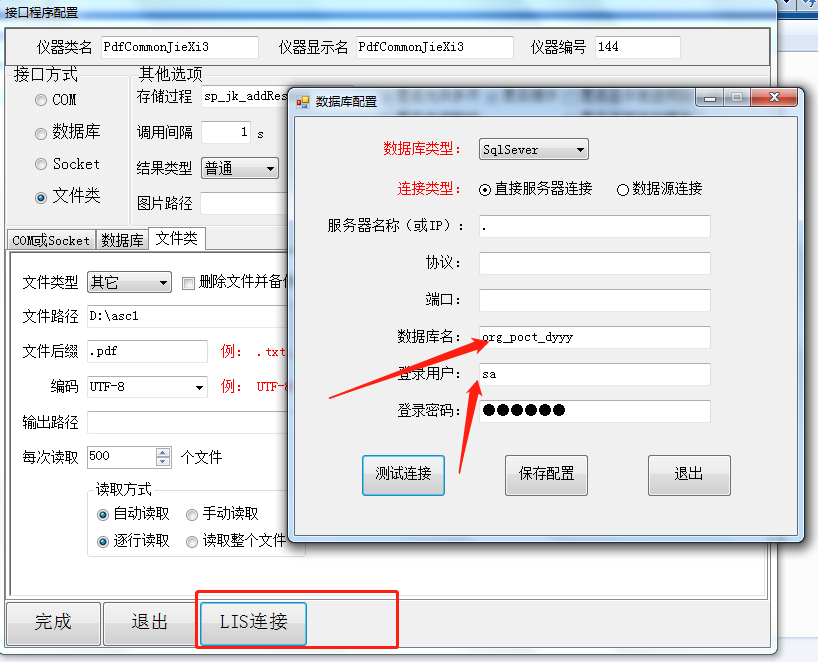 接口程序配置
仪器类名 PdfCommonJieXi3 仪器显示名 PdfCommonJieXi3 仪器编号 144
接口方式
COM
数据库
Socket
文件类
其他选项
存储过程 sp_jk_addRes
调用间隔 1 s
结果类型 普通
图片路径
COM或Socket 数据库 文件类
文件类型 其它 删除文件并备
文件路径 D:\asc1
文件后缀 .pdf 例: .txt
编码 UTF-8 例: UTF-8
输出路径
每次读取 500 个文件
读取方式
自动读取 手动读取
逐行读取 读取整个文件
完成 退出 LIS连接
数据库配置
数据库类型: SqlSever
连接类型: 直接服务器连接 数据源连接
服务器名称（或IP）: .
协议:
端口:
数据库名: org_poct_dyyy
登录用户: sa
登录密码: ●●●●●●
测试连接 保存配置 退出